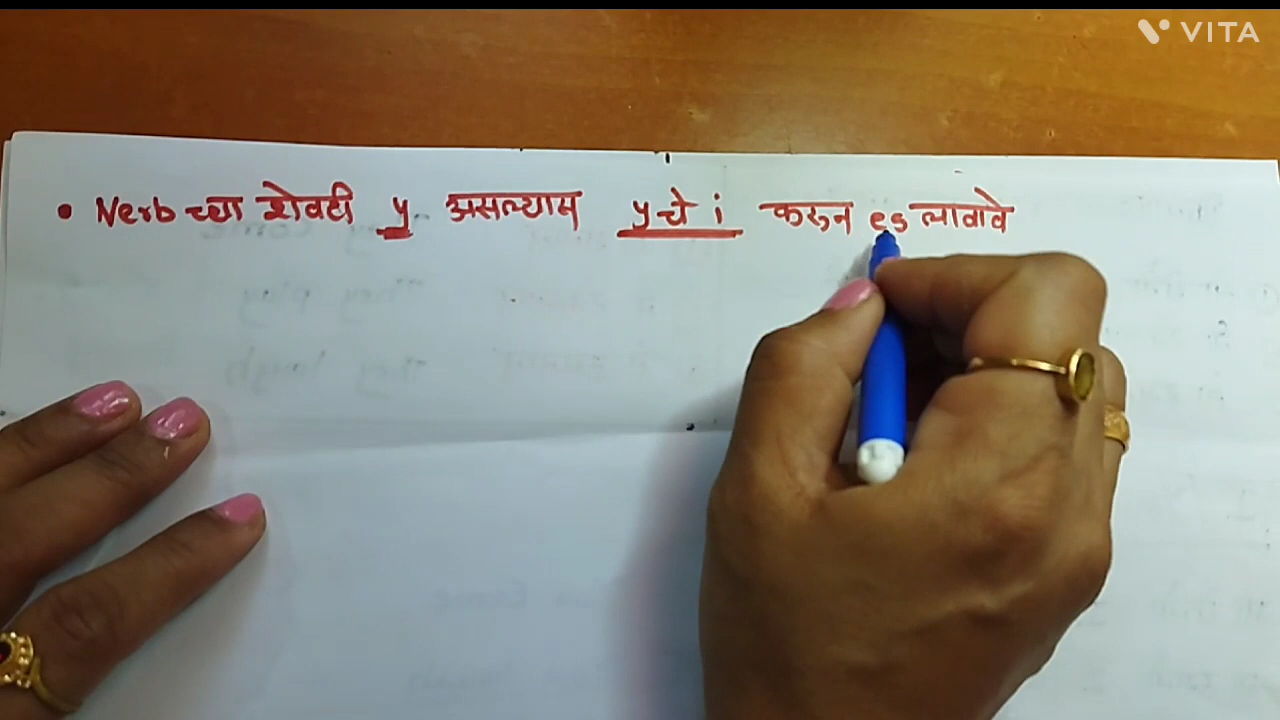 VITA
• Verb च्या शेवटी y असल्यास y चे i करून es लावावे